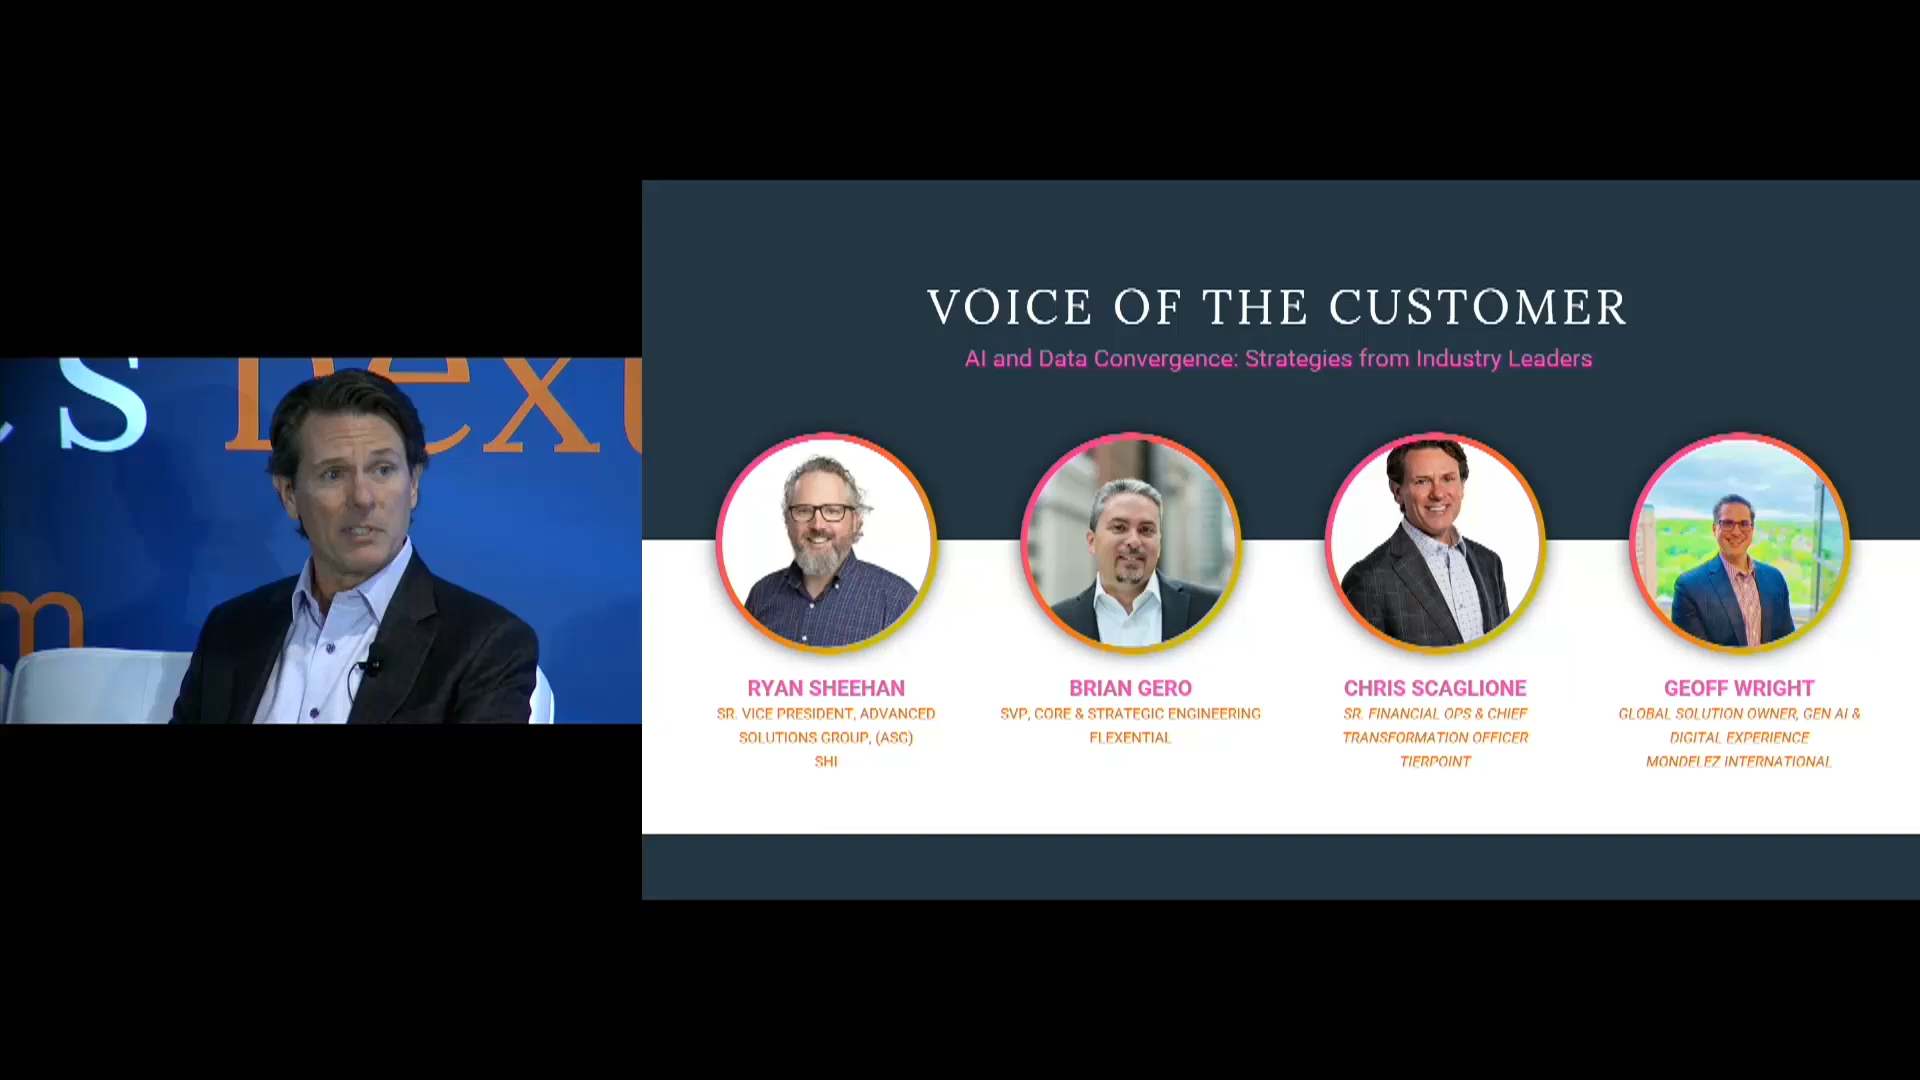 s next
m
VOICE OF THE CUSTOMER
AI and Data Convergence: Strategies from Industry Leaders
RYAN SHEEHAN
SR. VICE PRESIDENT, ADVANCED
SOLUTIONS GROUP, (ASG)
SHI
BRIAN GERO
SVP, CORE & STRATEGIC ENGINEERING
FLEXENTIAL
CHRIS SCAGLIONE
SR. FINANCIAL OPS & CHIEF
TRANSFORMATION OFFICER
TIERPOINT
GEOFF WRIGHT
GLOBAL SOLUTION OWNER, GEN AI &
DIGITAL EXPERIENCE
MONDELEZ INTERNATIONAL